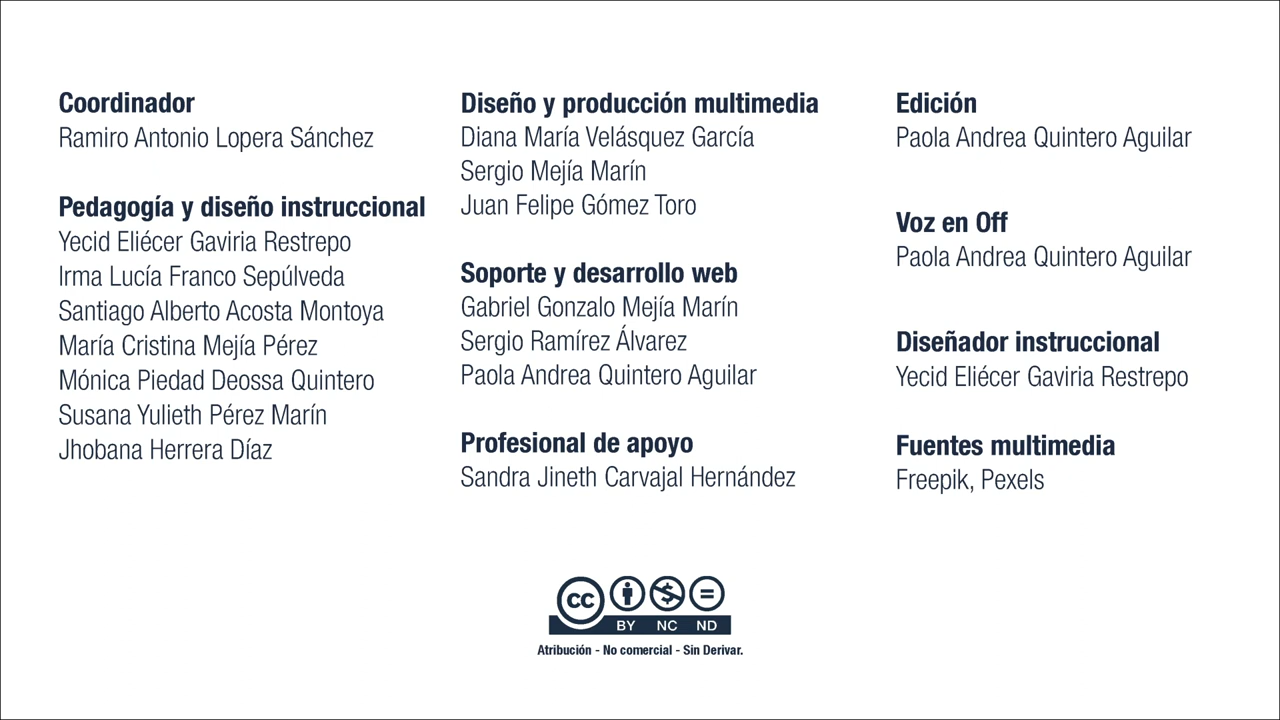 Coordinador
Ramiro Antonio Lopera Sánchez
Pedagogía y diseño instruccional
Yecid Eliécer Gaviria Restrepo
Irma Lucía Franco Sepúlveda
Santiago Alberto Acosta Montoya
María Cristina Mejía Pérez
Mónica Piedad Deossa Quintero
Susana Yulieth Pérez Marín
Jhobana Herrera Díaz
Diseño y producción multimedia
Diana María Velásquez García
Sergio Mejía Marín
Juan Felipe Gómez Toro
Soporte y desarrollo web
Gabriel Gonzalo Mejía Marín
Sergio Ramírez Álvarez
Paola Andrea Quintero Aguilar
Profesional de apoyo
Sandra Jineth Carvajal Hernández
Edición
Paola Andrea Quintero Aguilar
Voz en Off
Paola Andrea Quintero Aguilar
Diseñador instruccional
Yecid Eliécer Gaviria Restrepo
Fuentes multimedia
Freepik, Pexels
CC
BY NC ND
Atribución - No comercial - Sin Derivar.